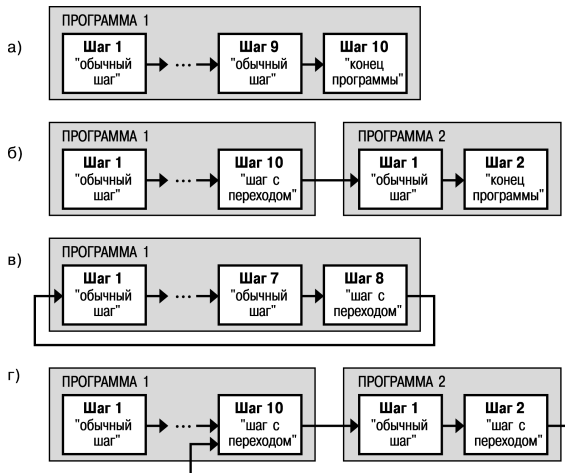 а)
ПРОГРАММА 1
Шаг 1
"обычный
шаг"
...
Шаг 9
"обычный
шаг"
Шаг 10
"конец
программы"
б)
ПРОГРАММА 1
Шаг 1
"обычный
шаг"
...
Шаг 10
"шаг с
переходом"
ПРОГРАММА 2
Шаг 1
"обычный
шаг"
Шаг 2
"конец
программы"
в)
ПРОГРАММА 1
Шаг 1
"обычный
шаг"
...
Шаг 7
"обычный
шаг"
Шаг 8
"шаг с
переходом"
г)
ПРОГРАММА 1
Шаг 1
"обычный
шаг"
...
Шаг 10
"шаг с
переходом"
ПРОГРАММА 2
Шаг 1
"обычный
шаг"
Шаг 2
"шаг с
переходом"